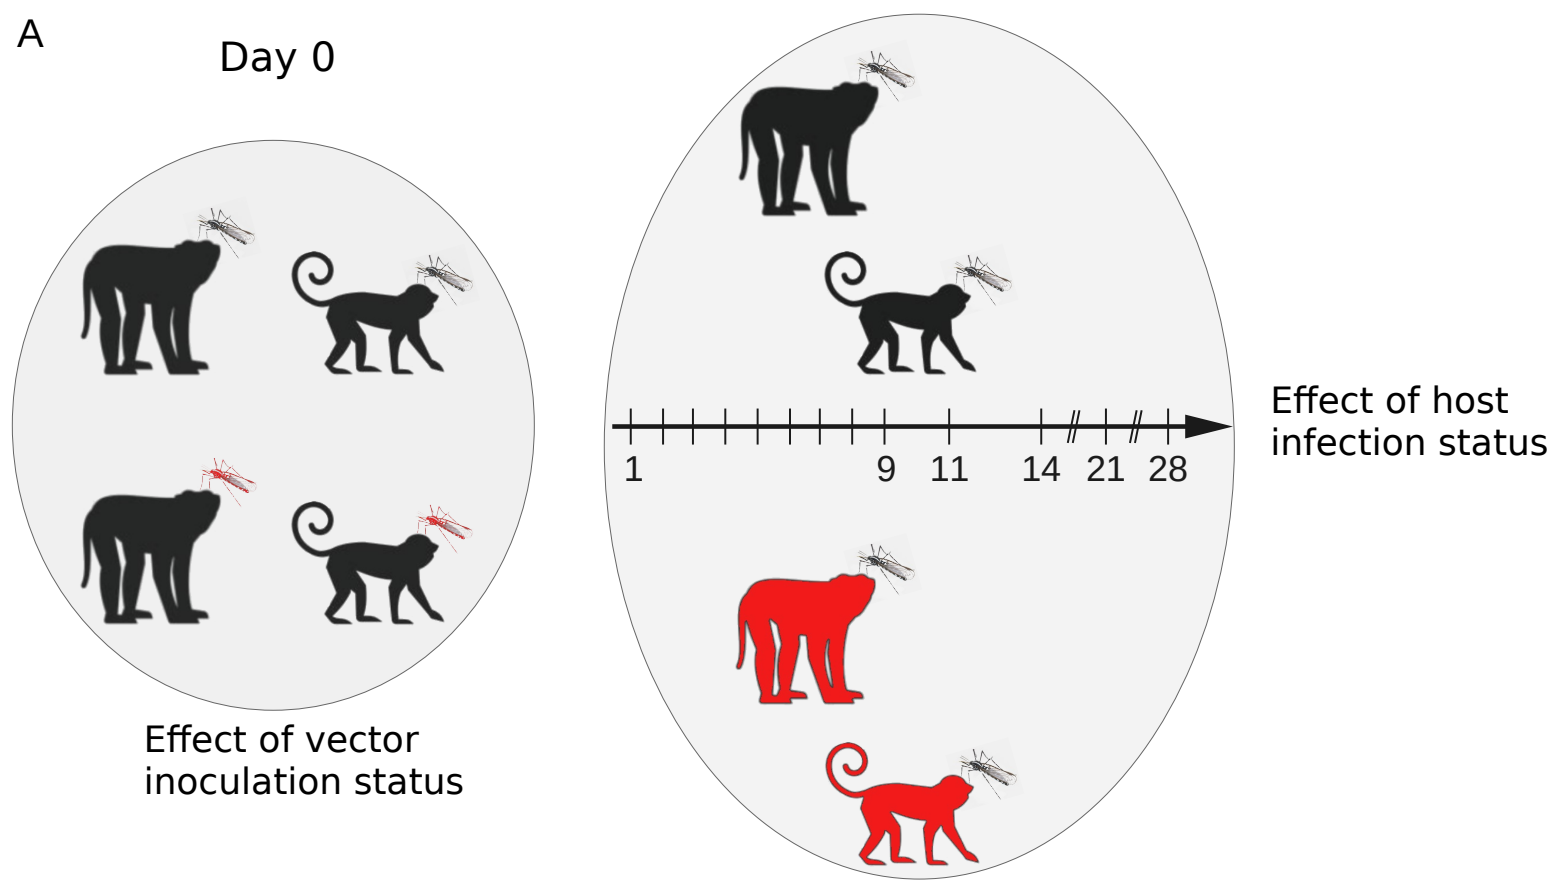 A
Day 0
Effect of vector
inoculation status
1 9 11 14 21 28
Effect of host
infection status